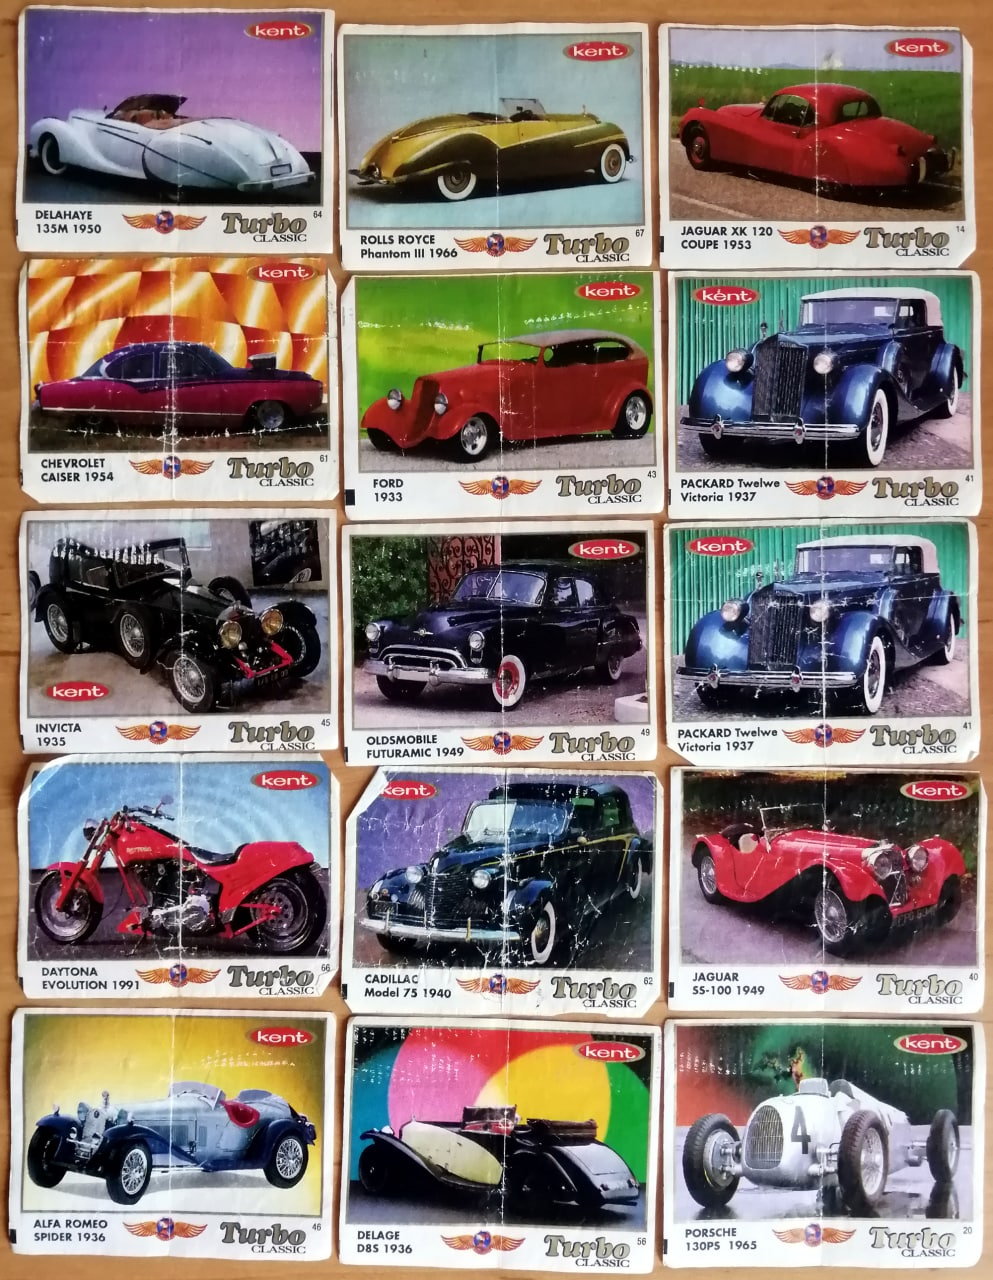 kent
DELAHAYE
135M 1950
Turbo
CLASSIC
64
kent
ROLLS ROYCE
Phantom III 1966
Turbo
CLASSIC
67
kent
JAGUAR XK 120
COUPE 1953
Turbo
CLASSIC
14
kent
CHEVROLET
CAISER 1954
Turbo
CLASSIC
61
kent
FORD
1933
Turbo
CLASSIC
43
kent
PACKARD Twelwe
Victoria 1937
Turbo
CLASSIC
41
kent
INVICTA
1935
Turbo
CLASSIC
45
kent
OLDSMOBILE
FUTURAMIC 1949
Turbo
CLASSIC
49
kent
PACKARD Twelwe
Victoria 1937
Turbo
CLASSIC
41
kent
DAYTONA
EVOLUTION 1991
Turbo
CLASSIC
66
kent
CADILLAC
Model 75 1940
Turbo
CLASSIC
62
kent
JAGUAR
SS-100 1949
Turbo
CLASSIC
40
kent
ALFA ROMEO
SPIDER 1936
Turbo
CLASSIC
46
kent
DELAGE
D8S 1936
Turbo
CLASSIC
56
kent
4
PORSCHE
130PS 1965
Turbo
CLASSIC
20